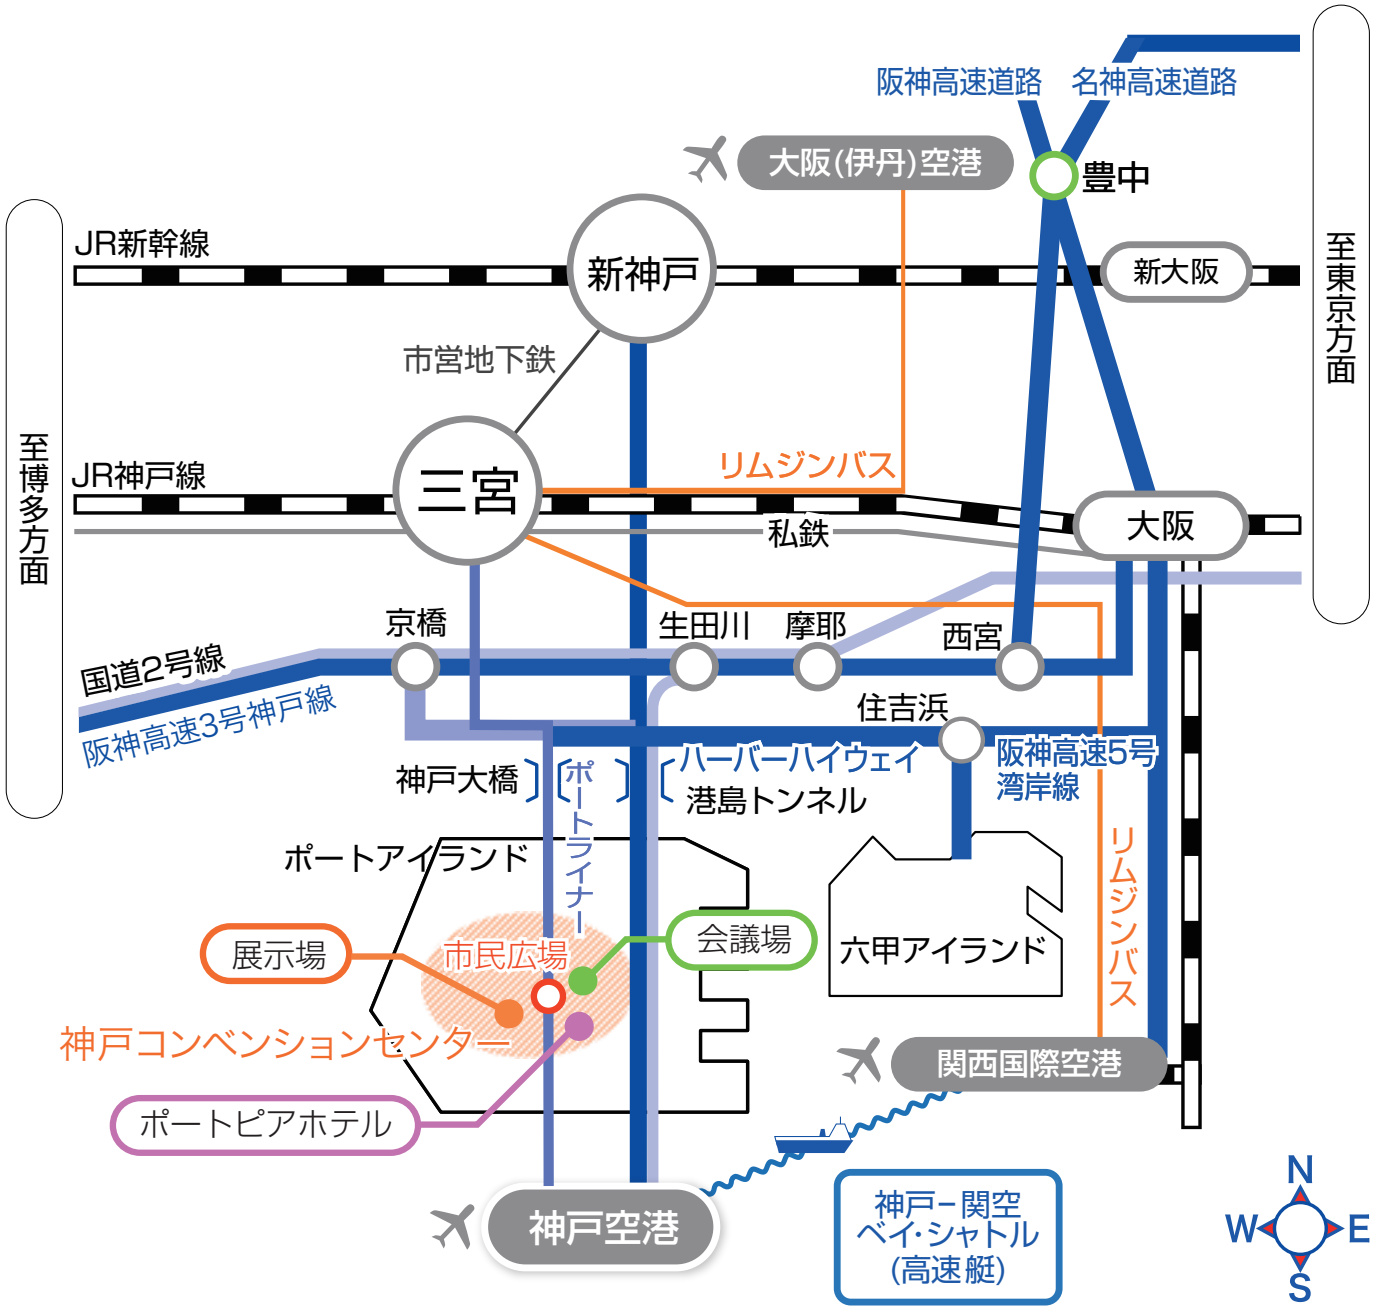 阪神高速道路
名神高速道路
大阪(伊丹)空港
豊中
JR新幹線
新神戸
新大阪
至東京方面
市営地下鉄
至博多方面
JR神戸線
三宮
リムジンバス
私鉄
大阪
京橋
生田川
摩耶
西宮
国道2号線
阪神高速3号神戸線
住吉浜
神戸大橋
ポートライナー
ハーバーハイウェイ
港島トンネル
阪神高速5号
湾岸線
ポートアイランド
リムジンバス
展示場
市民広場
会議場
六甲アイランド
神戸コンベンションセンター
関西国際空港
ポートピアホテル
神戸空港
神戸-関空
ベイ・シャトル
(高速艇)
N
W
E
S